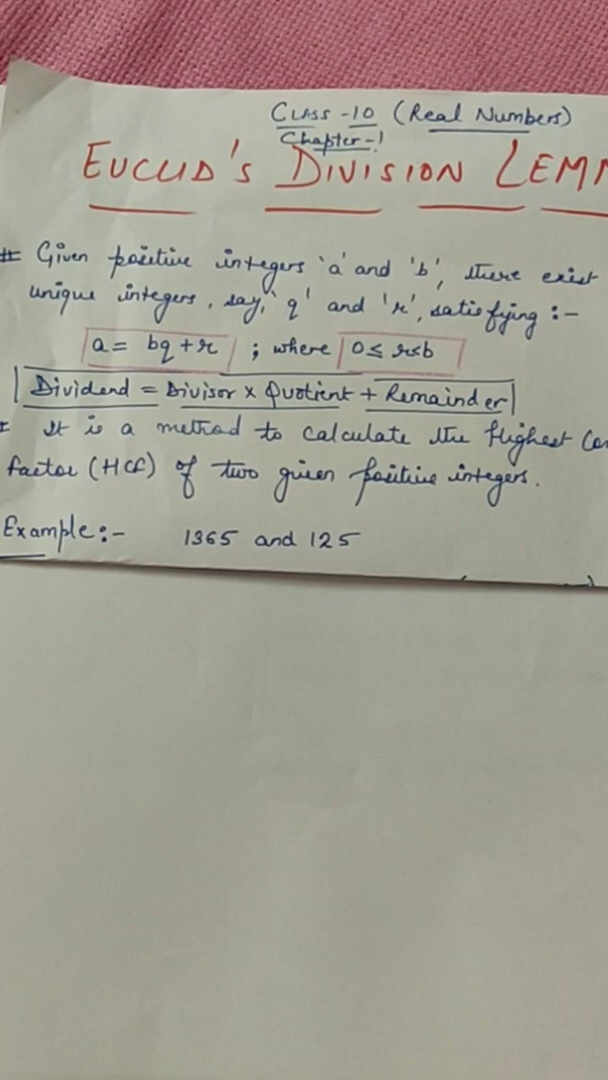 CLASS - 10 (Real Numbers)
Chapter-1
EUCLID's DIVISION LEMM
# Given positive integers 'a' and 'b', there exist
unique integers, say, 'q' and 'r', satisfying :-
a = bq + r ; where 0 ≤ r < b
Dividend = Divisor × Quotient + Remainder
It is a method to calculate the Highest Co
factor (HCF) of two given positive integers.
Example:- 1365 and 125